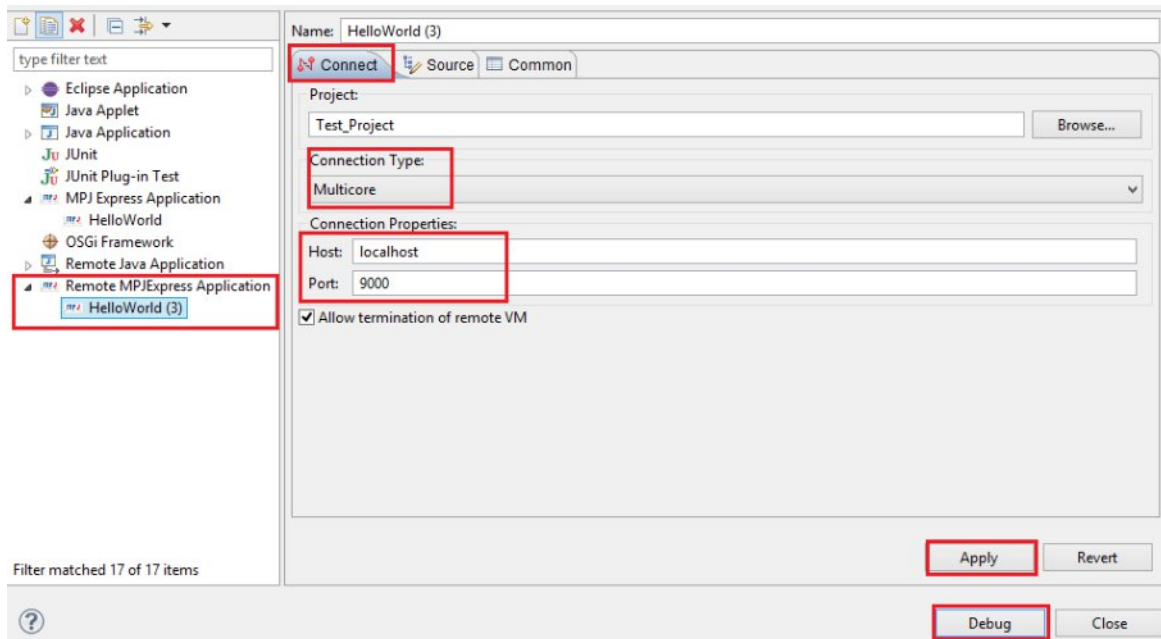 Name: HelloWorld (3)
type filter text
Connect Source Common
Eclipse Application
Java Applet
Java Application
JUnit
JUnit Plug-in Test
MPJ Express Application
HelloWorld
OSGi Framework
Remote Java Application
Remote MPJExpress Application
HelloWorld (3)
Filter matched 17 of 17 items
Project:
Test_Project Browse...
Connection Type:
Multicore
Connection Properties:
Host: localhost
Port: 9000
Allow termination of remote VM
Apply Revert
? Debug Close